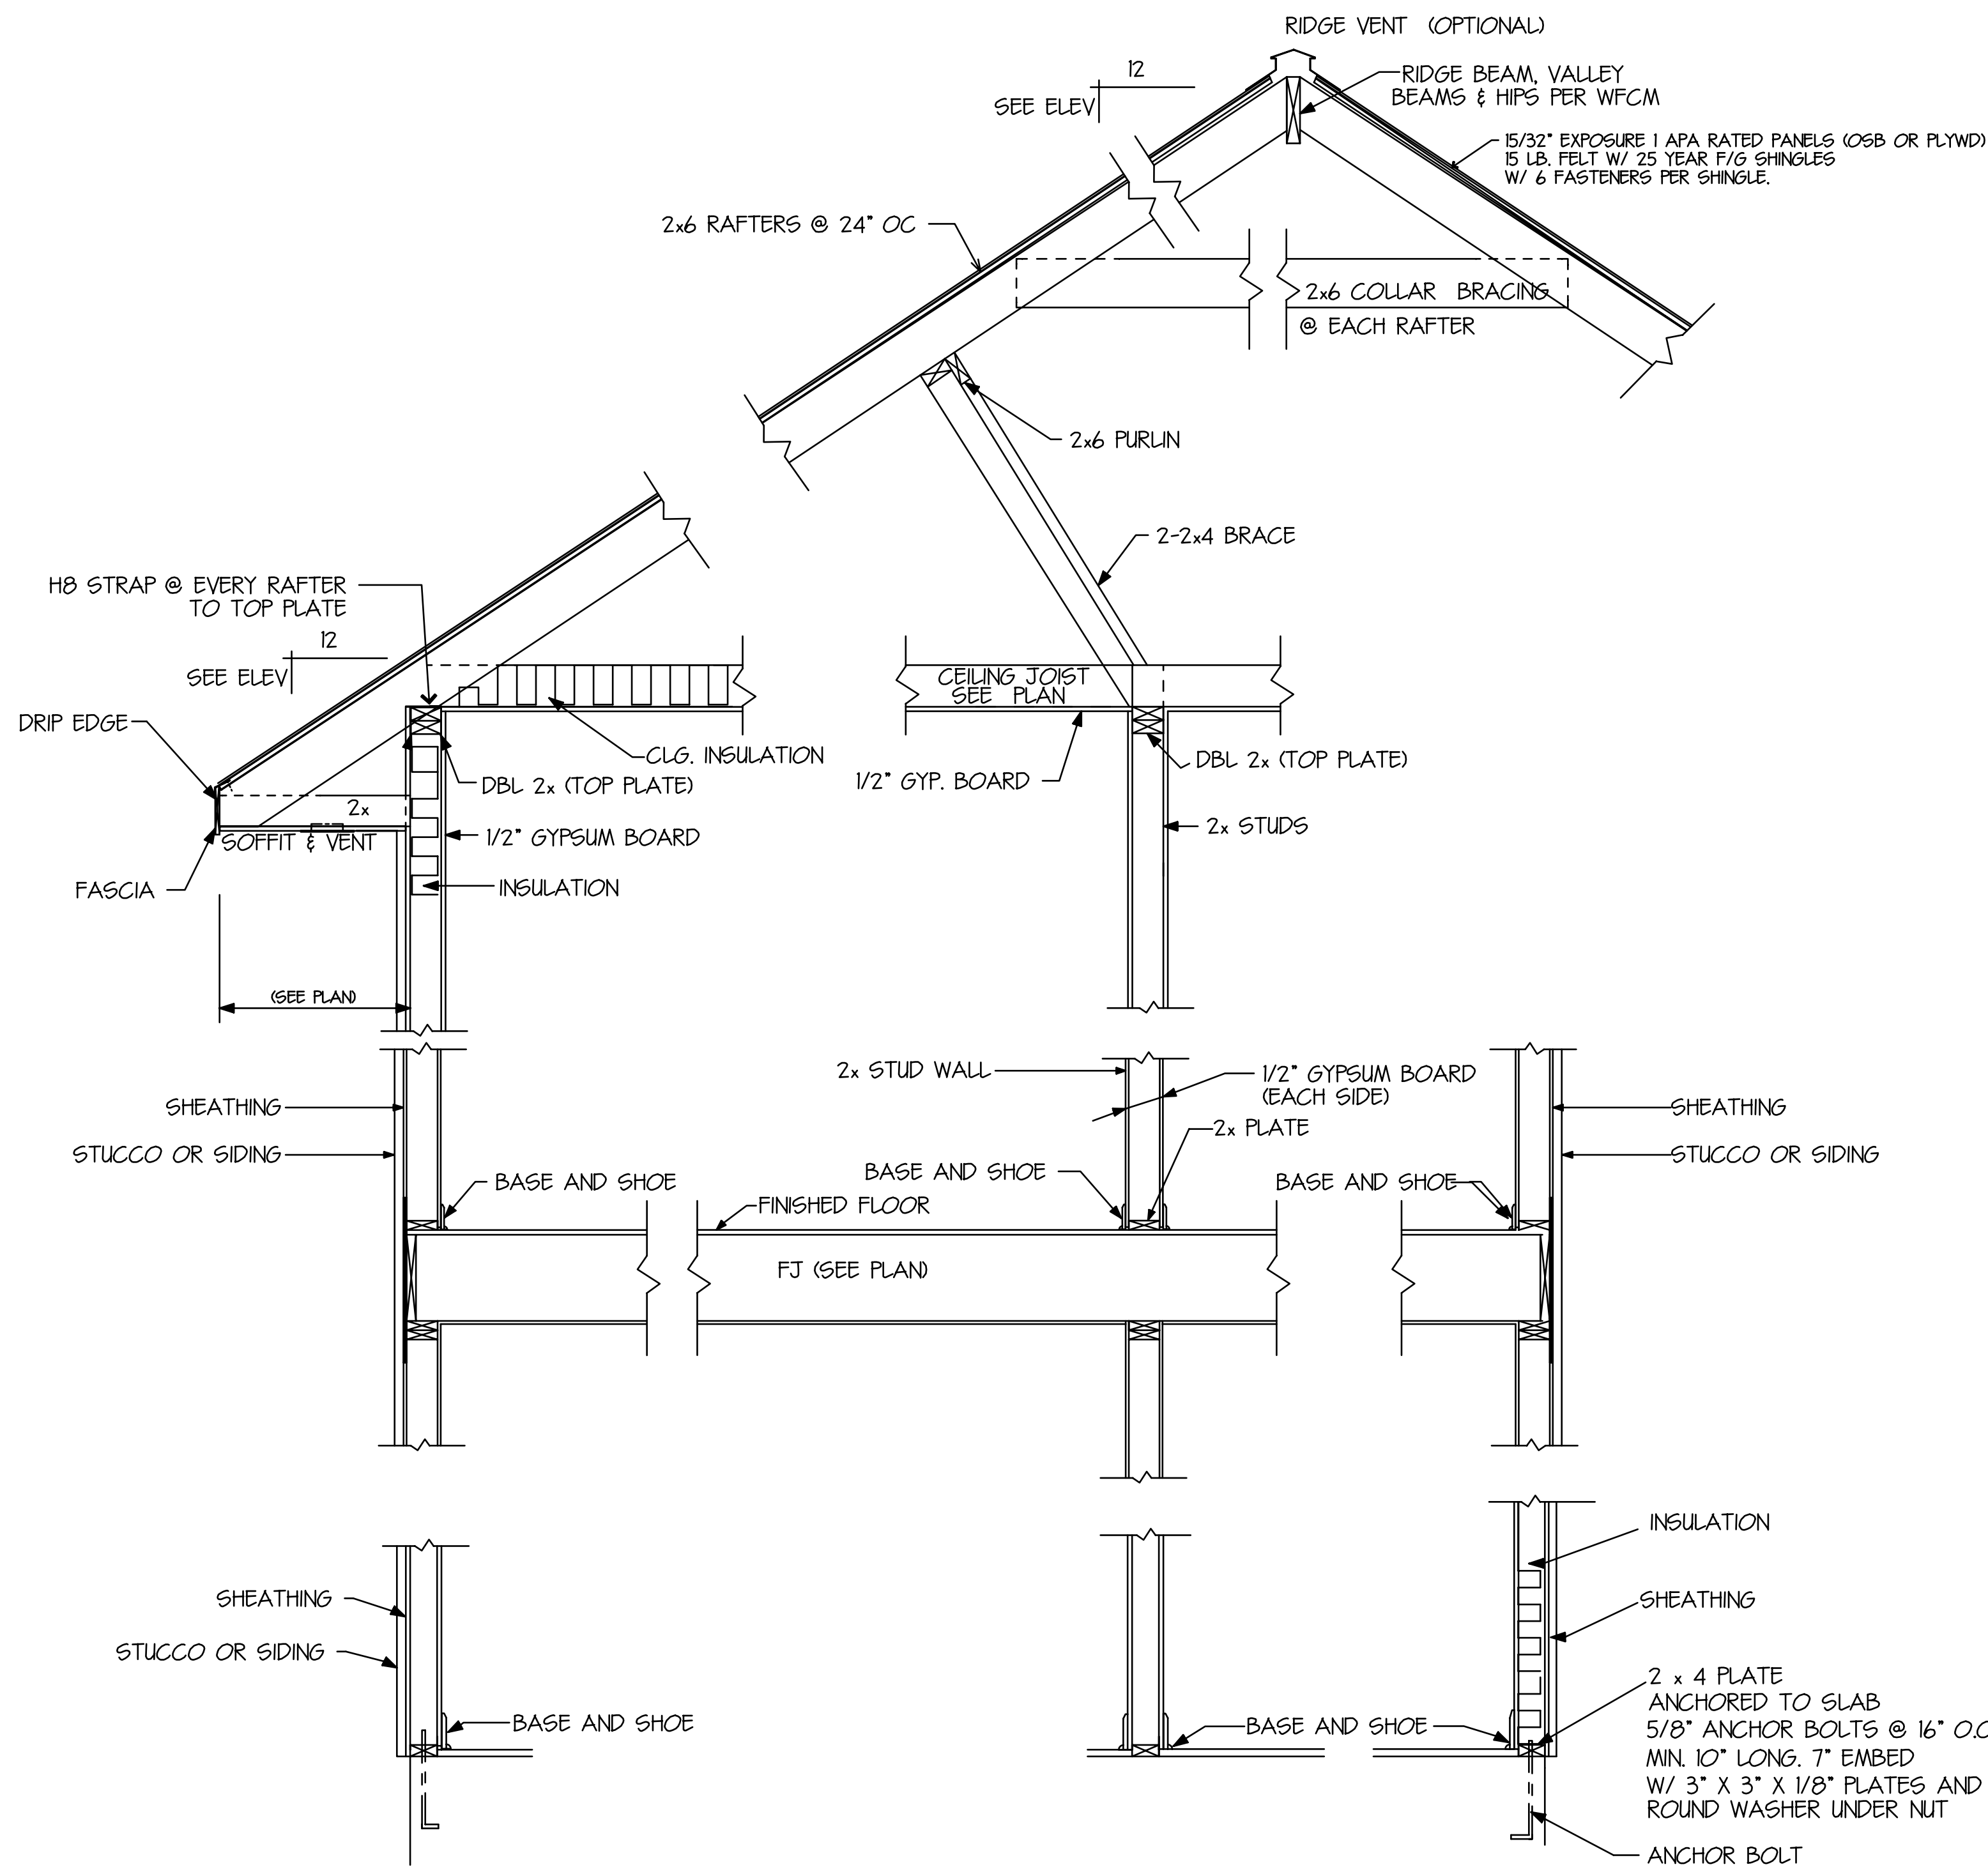 RIDGE VENT (OPTIONAL)
12
SEE ELEV
RIDGE BEAM, VALLEY
BEAMS & HIPS PER WFCM
15/32" EXPOSURE 1 APA RATED PANELS (OSB OR PLYWD)
15 LB. FELT W/ 25 YEAR F/G SHINGLES
W/ 6 FASTENERS PER SHINGLE.
2x6 RAFTERS @ 24" OC
2x6 COLLAR BRACING
@ EACH RAFTER
2x6 PURLIN
2-2x4 BRACE
H8 STRAP @ EVERY RAFTER
TO TOP PLATE
12
SEE ELEV
DRIP EDGE
CEILING JOIST
SEE PLAN
CLG. INSULATION
DBL 2x (TOP PLATE)
1/2" GYP. BOARD
DBL 2x (TOP PLATE)
2x
SOFFIT & VENT
1/2" GYPSUM BOARD
2x STUDS
FASCIA
INSULATION
(SEE PLAN)
2x STUD WALL
1/2" GYPSUM BOARD
(EACH SIDE)
SHEATHING
2x PLATE
SHEATHING
STUCCO OR SIDING
STUCCO OR SIDING
BASE AND SHOE
BASE AND SHOE
BASE AND SHOE
FINISHED FLOOR
FJ (SEE PLAN)
INSULATION
SHEATHING
SHEATHING
STUCCO OR SIDING
2 x 4 PLATE
ANCHORED TO SLAB
5/8" ANCHOR BOLTS @ 16" O.C
MIN. 10" LONG. 7" EMBED
W/ 3" X 3" X 1/8" PLATES AND
ROUND WASHER UNDER NUT
BASE AND SHOE
BASE AND SHOE
ANCHOR BOLT